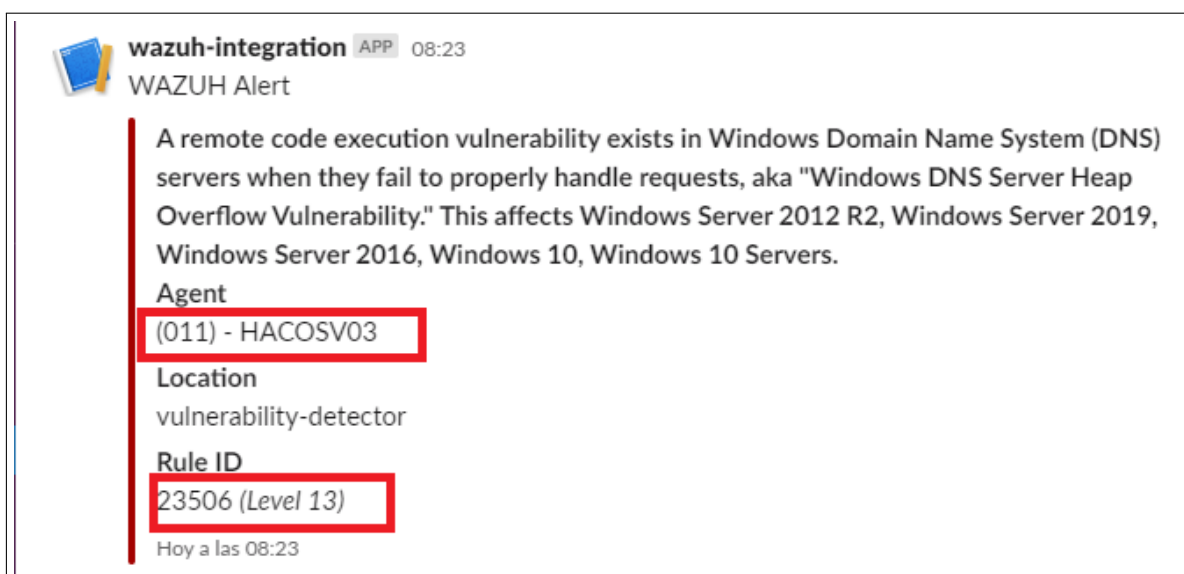 wazuh-integration APP 08:23
WAZUH Alert
A remote code execution vulnerability exists in Windows Domain Name System (DNS)
servers when they fail to properly handle requests, aka "Windows DNS Server Heap
Overflow Vulnerability." This affects Windows Server 2012 R2, Windows Server 2019,
Windows Server 2016, Windows 10, Windows 10 Servers.
Agent
(011) - HACOSV03
Location
vulnerability-detector
Rule ID
23506 (Level 13)
Hoy a las 08:23